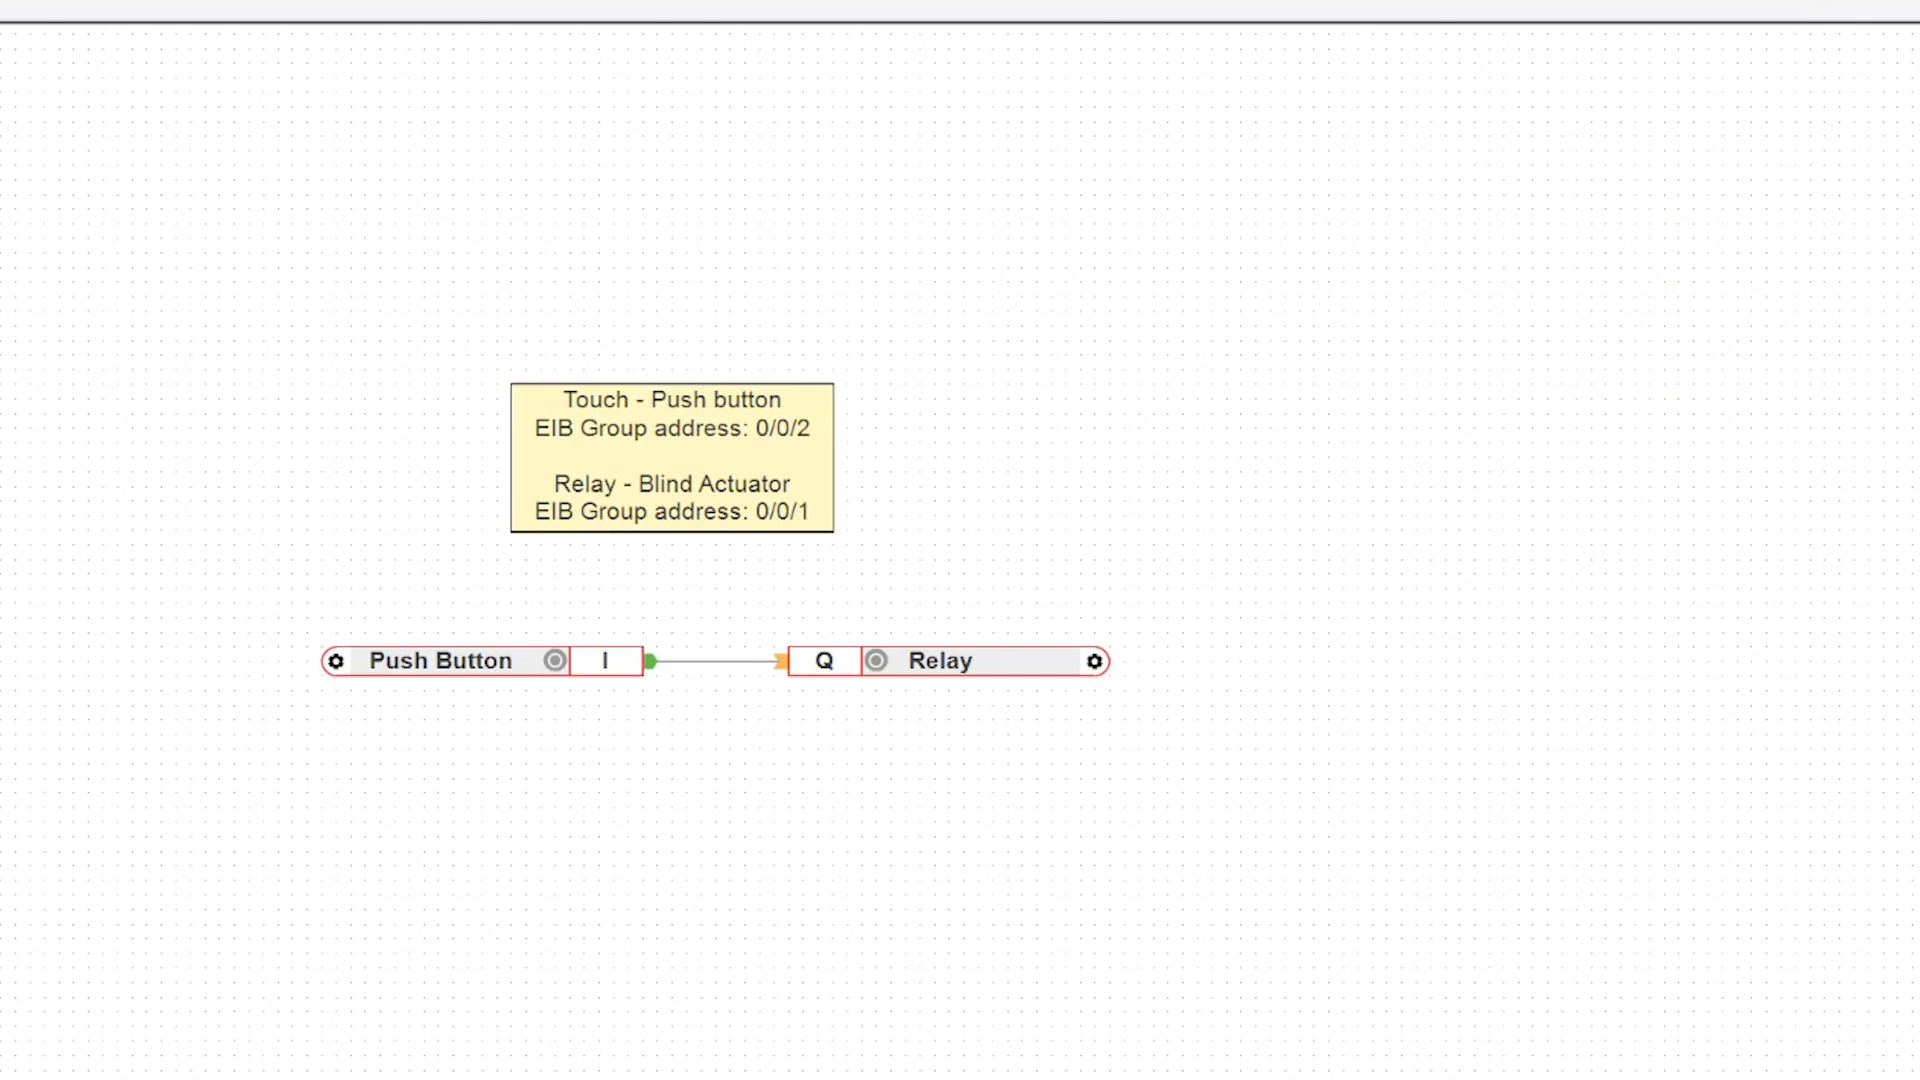 Touch - Push button
EIB Group address: 0/0/2
Relay - Blind Actuator
EIB Group address: 0/0/1
Push Button I Q Relay